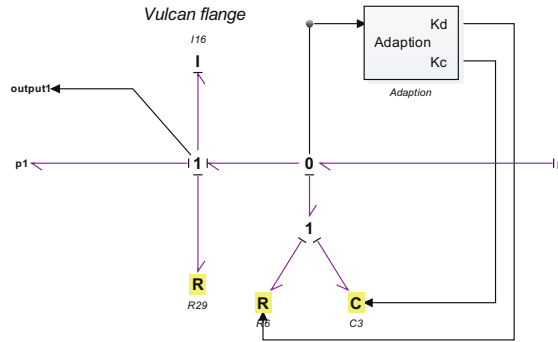 Vulcan flange
I16
I
output1
Adaption
Kd
Kc
Adaption
p1
1
0
1
R
R29
R
R6
C
C3